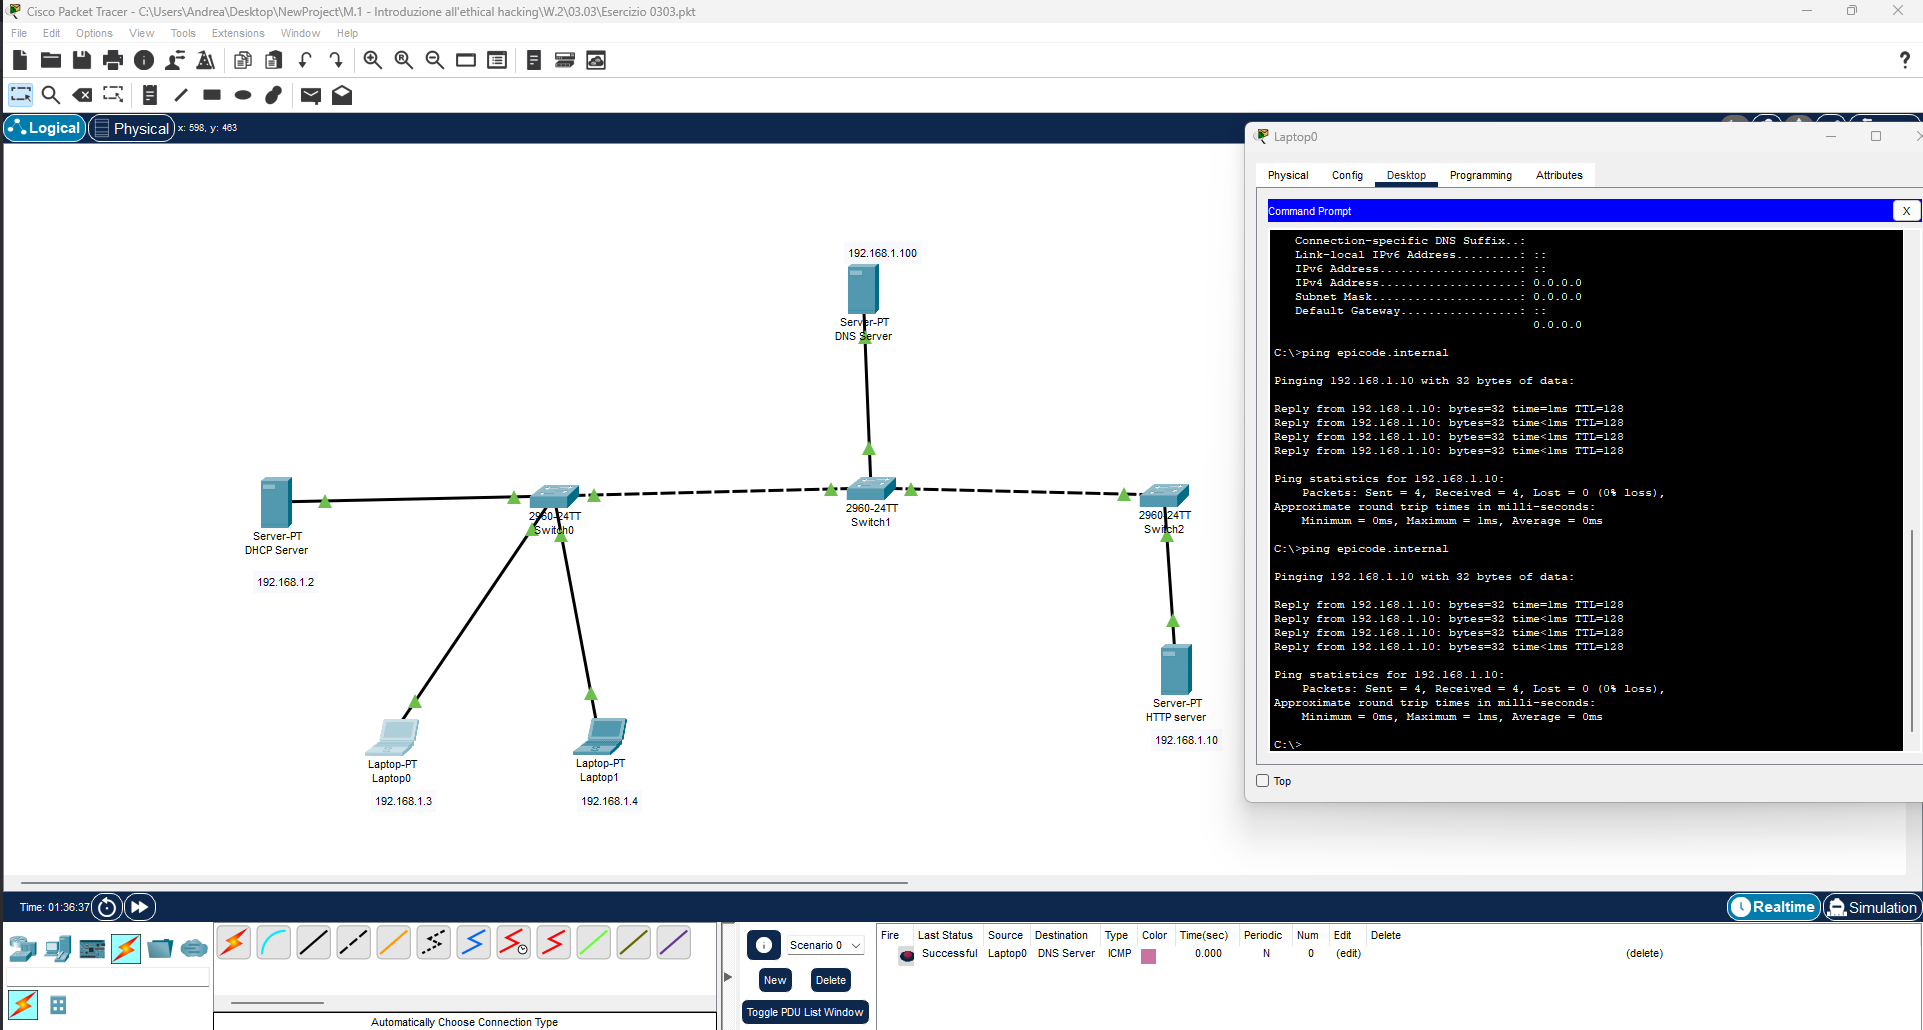 Cisco Packet Tracer - C:\Users\Andrea\Desktop\NewProject\M.1 - Introduzione all'ethical hacking\W.2\03.03\Esercizio 0303.pkt
File Edit Options View Tools Extensions Window Help
?
Logical Physical x: 598, y: 463
192.168.1.100
Server-PT
DNS Server
Server-PT
DHCP Server
192.168.1.2
2960-24TT
Switch0
2960-24TT
Switch1
2960-24TT
Switch2
Server-PT
HTTP server
192.168.1.10
Laptop-PT
Laptop0
192.168.1.3
Laptop-PT
Laptop1
192.168.1.4
Laptop0
Physical Config Desktop Programming Attributes
Command Prompt X
Connection-specific DNS Suffix..:
Link-local IPv6 Address.........: ::
IPv6 Address....................: ::
IPv4 Address....................: 0.0.0.0
Subnet Mask.....................: 0.0.0.0
Default Gateway.................: ::
0.0.0.0
C:\>ping epicode.internal
Pinging 192.168.1.10 with 32 bytes of data:
Reply from 192.168.1.10: bytes=32 time=1ms TTL=128
Reply from 192.168.1.10: bytes=32 time<1ms TTL=128
Reply from 192.168.1.10: bytes=32 time<1ms TTL=128
Reply from 192.168.1.10: bytes=32 time<1ms TTL=128
Ping statistics for 192.168.1.10:
Packets: Sent = 4, Received = 4, Lost = 0 (0% loss),
Approximate round trip times in milli-seconds:
Minimum = 0ms, Maximum = 1ms, Average = 0ms
C:\>ping epicode.internal
Pinging 192.168.1.10 with 32 bytes of data:
Reply from 192.168.1.10: bytes=32 time=1ms TTL=128
Reply from 192.168.1.10: bytes=32 time<1ms TTL=128
Reply from 192.168.1.10: bytes=32 time<1ms TTL=128
Reply from 192.168.1.10: bytes=32 time<1ms TTL=128
Ping statistics for 192.168.1.10:
Packets: Sent = 4, Received = 4, Lost = 0 (0% loss),
Approximate round trip times in milli-seconds:
Minimum = 0ms, Maximum = 1ms, Average = 0ms
C:\>
Top
Time: 01:36:37 Realtime Simulation
Automatically Choose Connection Type
Scenario 0
New Delete
Toggle PDU List Window
Fire Last Status Source Destination Type Color Time(sec) Periodic Num Edit Delete
Successful Laptop0 DNS Server ICMP 0.000 N 0 (edit) (delete)